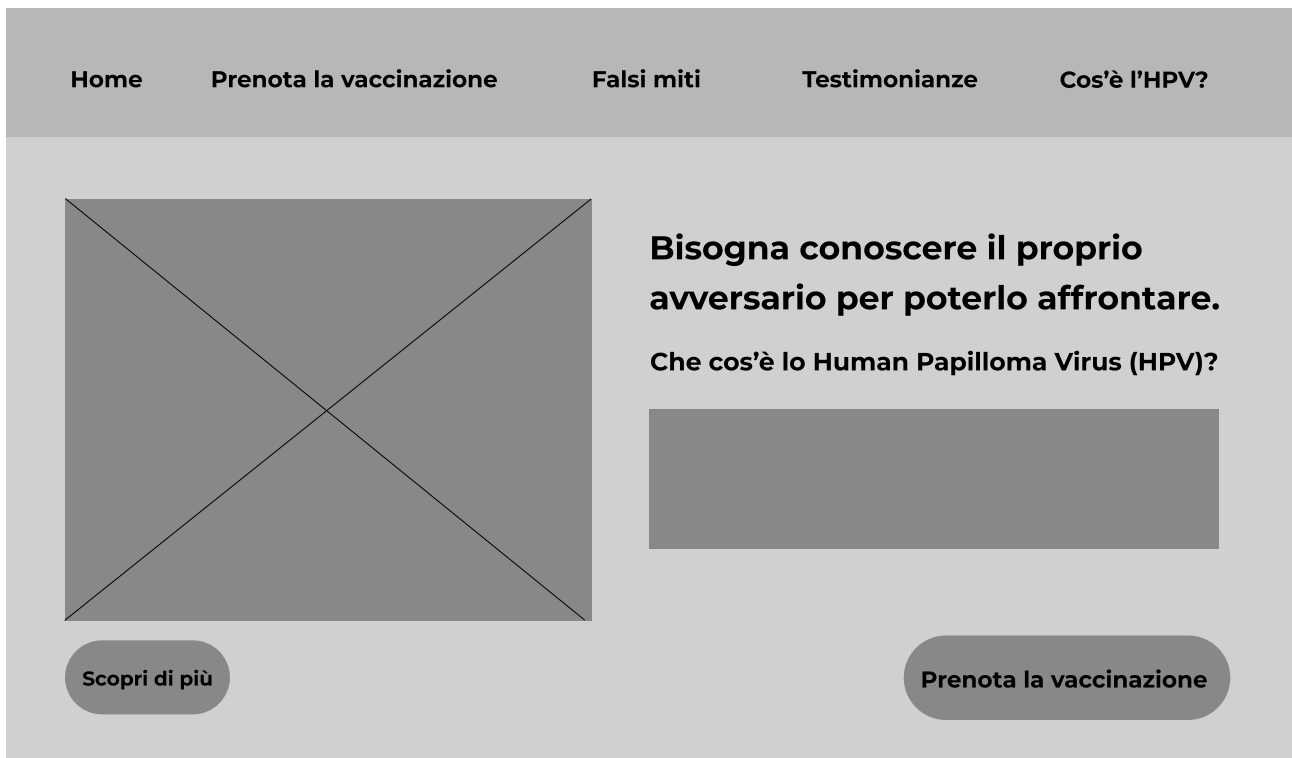 Home Prenota la vaccinazione Falsi miti Testimonianze Cos’è l’HPV?
Bisogna conoscere il proprio
avversario per poterlo affrontare.
Che cos’è lo Human Papilloma Virus (HPV)?
Scopri di più
Prenota la vaccinazione